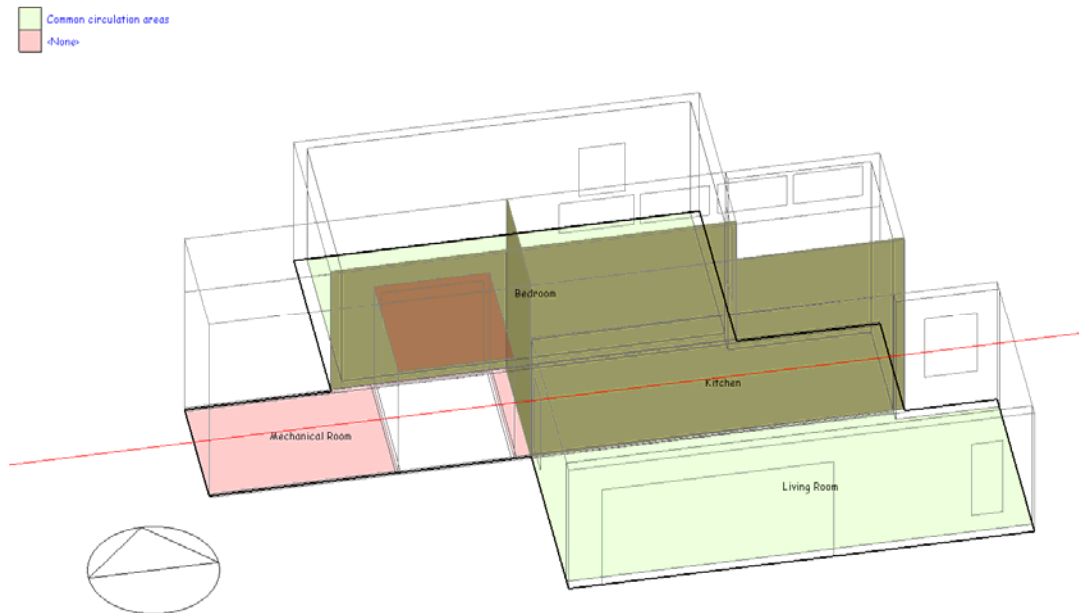 Common circulation areas
<None>
Bedroom
Kitchen
Mechanical Room
Living Room